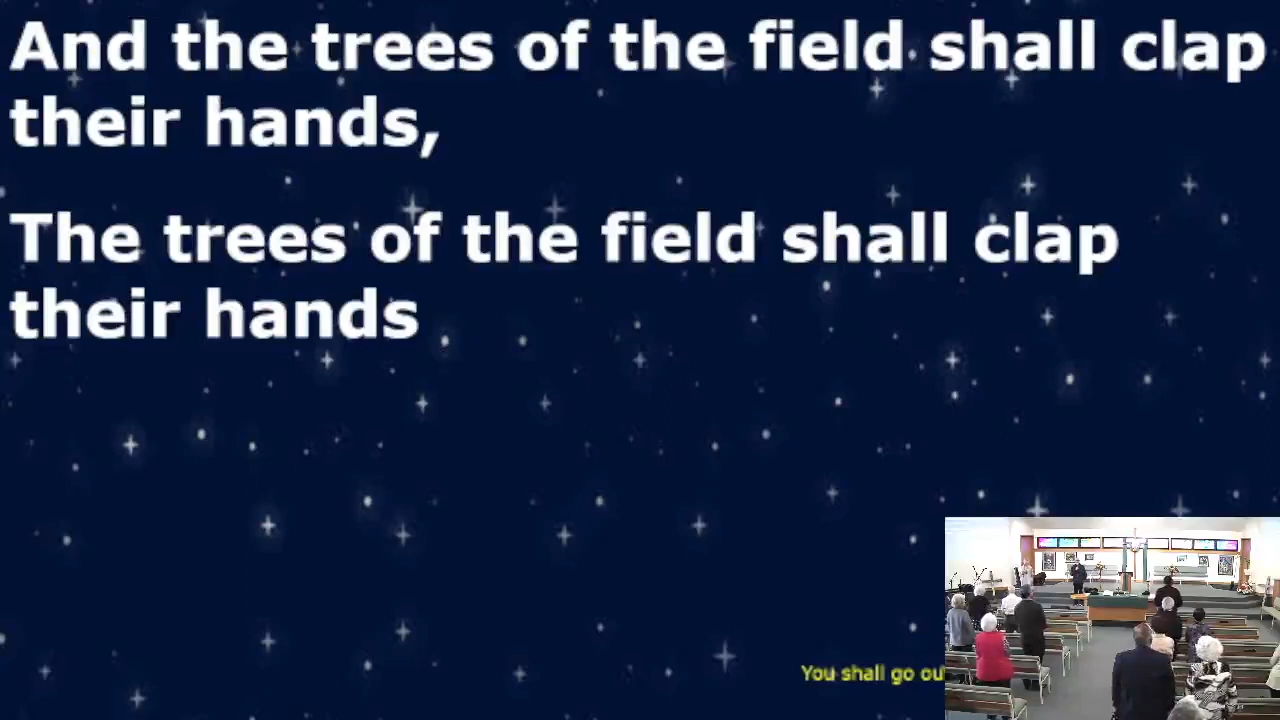 And the trees of the field shall clap
their hands,
The trees of the field shall clap
their hands
You shall go